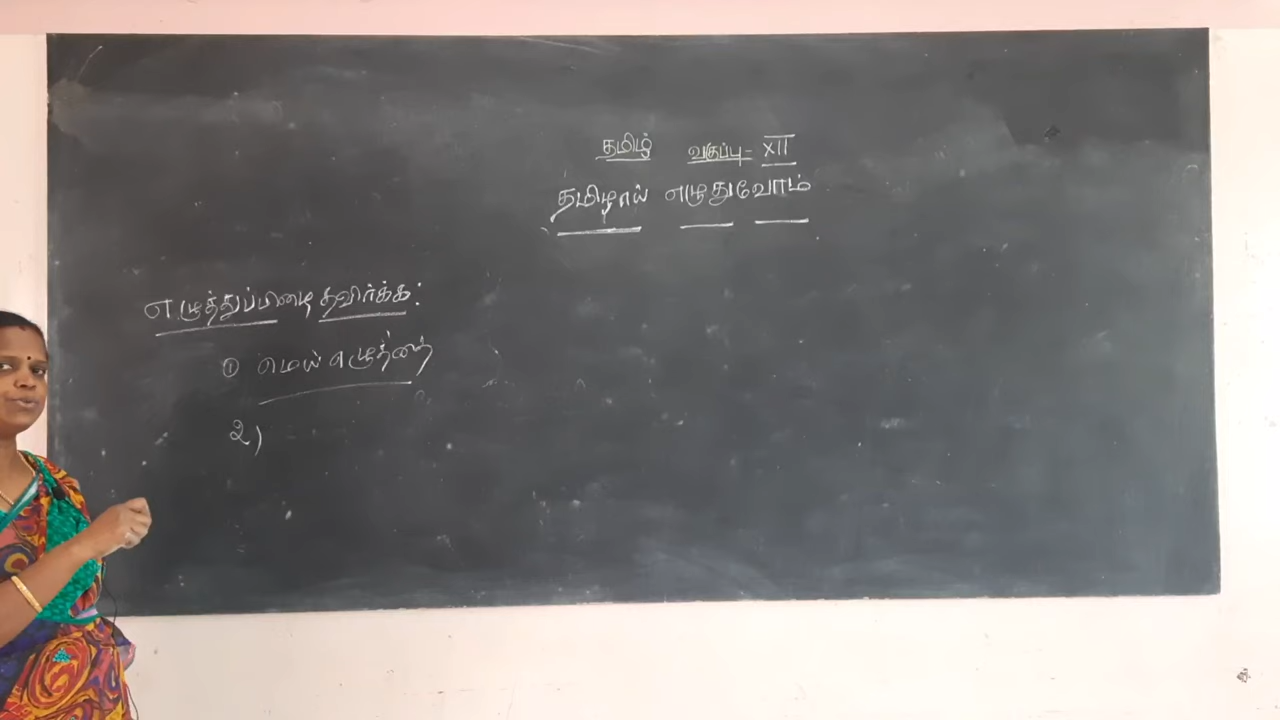 தமிழ் வகுப்பு - XII
தமிழாய் எழுதுவோம்
எழுத்துப்பிழை தவிர்க்க:
① மெய் எழுத்தை
2)